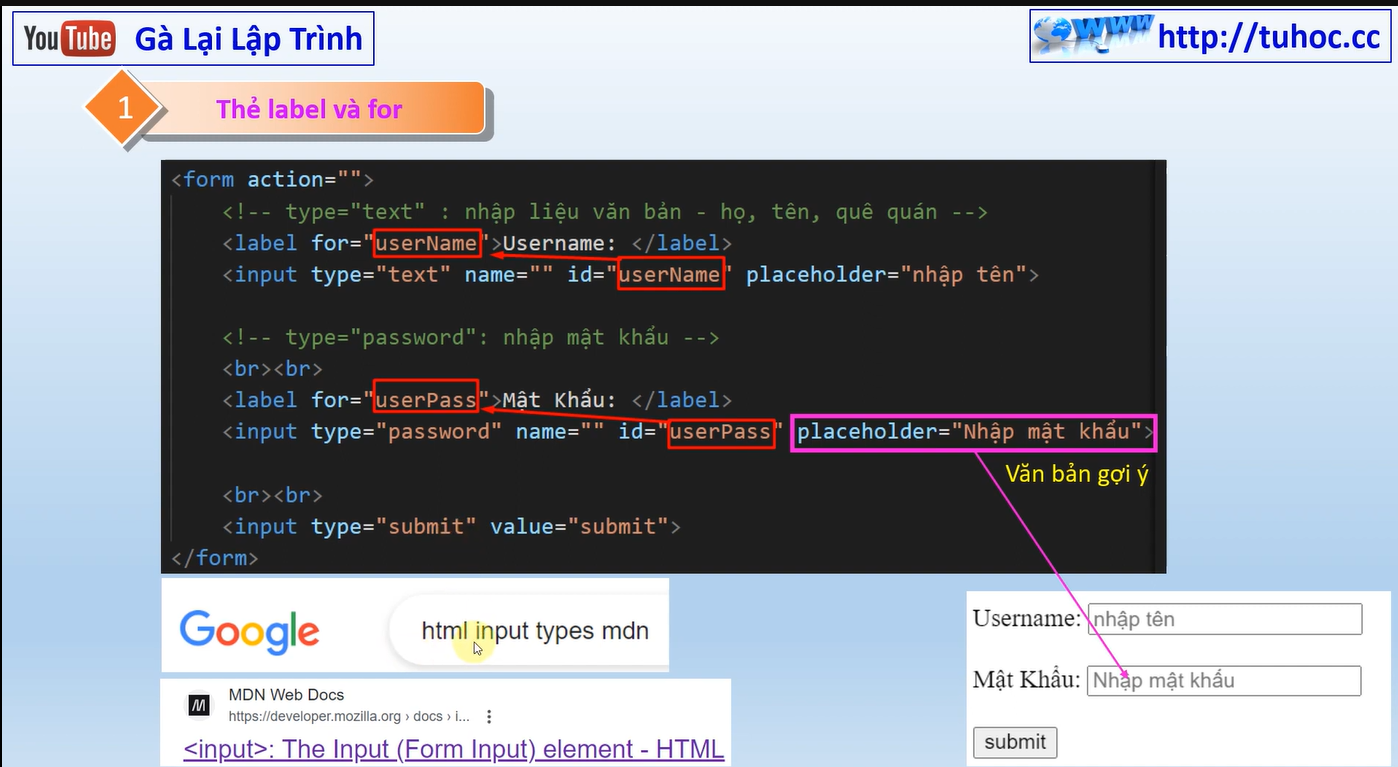 YouTube Gà Lại Lập Trình
WWW http://tuhoc.cc
1 Thẻ label và for
<form action="">
<!-- type="text" : nhập liệu văn bản - họ, tên, quê quán -->
<label for="userName">Username: </label>
<input type="text" name="" id="userName" placeholder="nhập tên">
<!-- type="password": nhập mật khẩu -->
<br><br>
<label for="userPass">Mật Khẩu: </label>
<input type="password" name="" id="userPass" placeholder="Nhập mật khẩu">
Văn bản gợi ý
<br><br>
<input type="submit" value="submit">
</form>
Google html input types mdn
M MDN Web Docs
https://developer.mozilla.org › docs › i...
<input>: The Input (Form Input) element - HTML
Username: nhập tên
Mật Khẩu: Nhập mật khẩu
submit